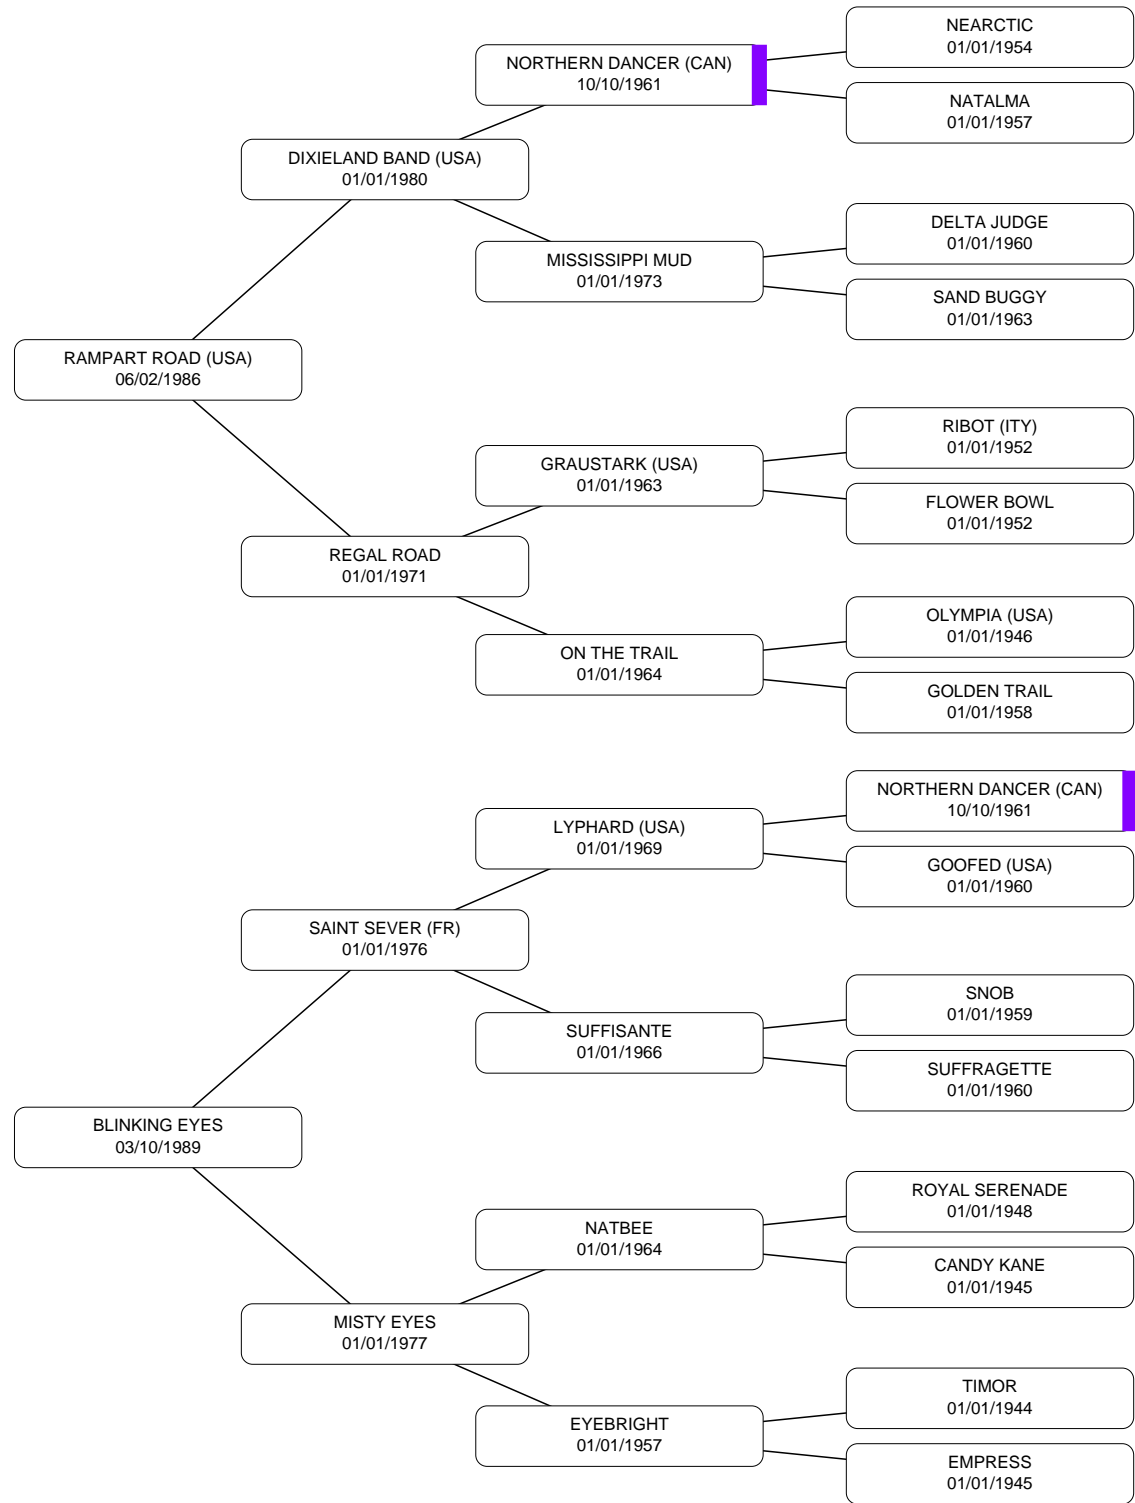 NEARCTIC
01/01/1954
NORTHERN DANCER (CAN)
10/10/1961
NATALMA
01/01/1957
DIXIELAND BAND (USA)
01/01/1980
DELTA JUDGE
01/01/1960
MISSISSIPPI MUD
01/01/1973
SAND BUGGY
01/01/1963
RAMPART ROAD (USA)
06/02/1986
RIBOT (ITY)
01/01/1952
GRAUSTARK (USA)
01/01/1963
FLOWER BOWL
01/01/1952
REGAL ROAD
01/01/1971
OLYMPIA (USA)
01/01/1946
ON THE TRAIL
01/01/1964
GOLDEN TRAIL
01/01/1958
NORTHERN DANCER (CAN)
10/10/1961
LYPHARD (USA)
01/01/1969
GOOFED (USA)
01/01/1960
SAINT SEVER (FR)
01/01/1976
SNOB
01/01/1959
SUFFISANTE
01/01/1966
SUFFRAGETTE
01/01/1960
BLINKING EYES
03/10/1989
ROYAL SERENADE
01/01/1948
NATBEE
01/01/1964
CANDY KANE
01/01/1945
MISTY EYES
01/01/1977
TIMOR
01/01/1944
EYEBRIGHT
01/01/1957
EMPRESS
01/01/1945